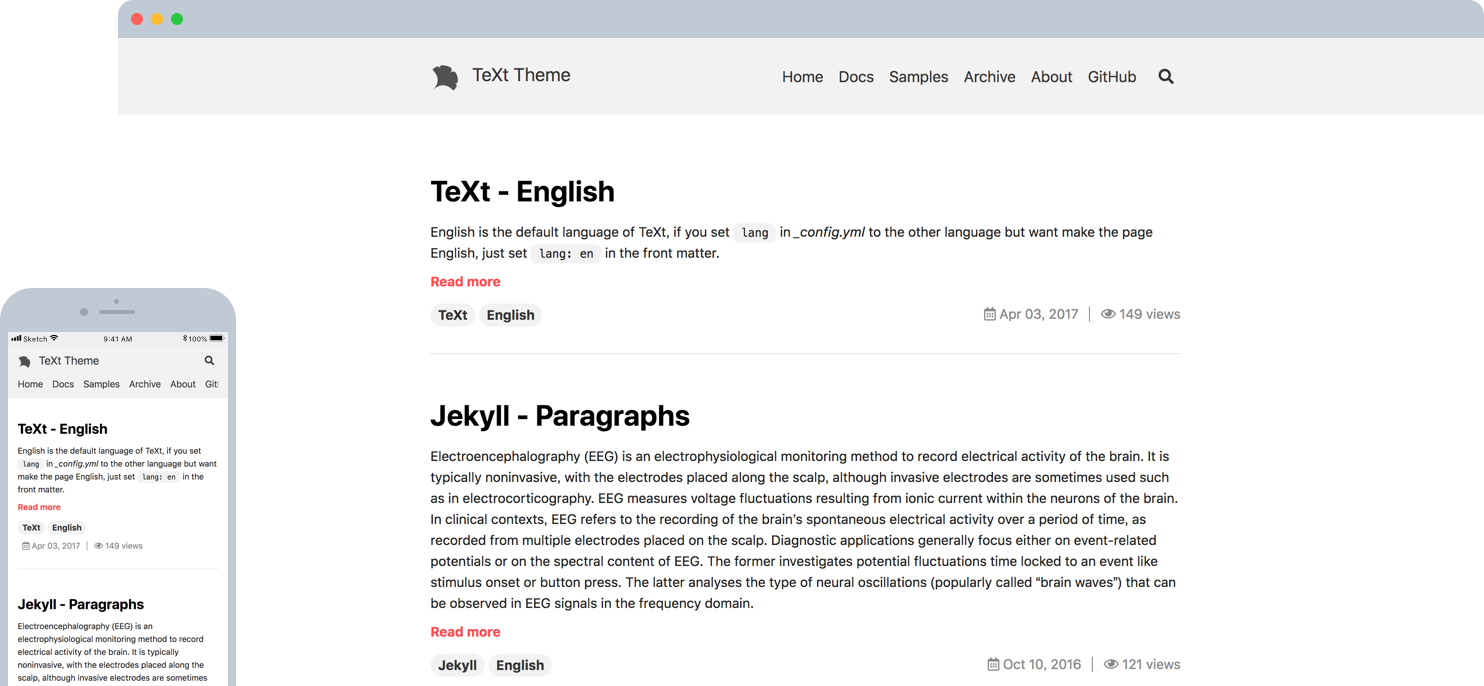 TeXt Theme
Home Docs Samples Archive About GitHub
TeXt - English
English is the default language of TeXt, if you set lang in _config.yml to the other language but want make the page
English, just set lang: en in the front matter.
Read more
TeXt English
Apr 03, 2017 | 149 views
Jekyll - Paragraphs
Electroencephalography (EEG) is an electrophysiological monitoring method to record electrical activity of the brain. It is
typically noninvasive, with the electrodes placed along the scalp, although invasive electrodes are sometimes used such
as in electrocorticography. EEG measures voltage fluctuations resulting from ionic current within the neurons of the brain.
In clinical contexts, EEG refers to the recording of the brain’s spontaneous electrical activity over a period of time, as
recorded from multiple electrodes placed on the scalp. Diagnostic applications generally focus either on event-related
potentials or on the spectral content of EEG. The former investigates potential fluctuations time locked to an event like
stimulus onset or button press. The latter analyses the type of neural oscillations (popularly called “brain waves”) that can
be observed in EEG signals in the frequency domain.
Read more
Jekyll English
Oct 10, 2016 | 121 views
Sketch 9:41 AM 100%
TeXt Theme
Home Docs Samples Archive About Git
TeXt - English
English is the default language of TeXt, if you set
lang in _config.yml to the other language but want
make the page English, just set lang: en in the
front matter.
Read more
TeXt English
Apr 03, 2017 | 149 views
Jekyll - Paragraphs
Electroencephalography (EEG) is an
electrophysiological monitoring method to record
electrical activity of the brain. It is typically
noninvasive, with the electrodes placed along the
scalp, although invasive electrodes are sometimes